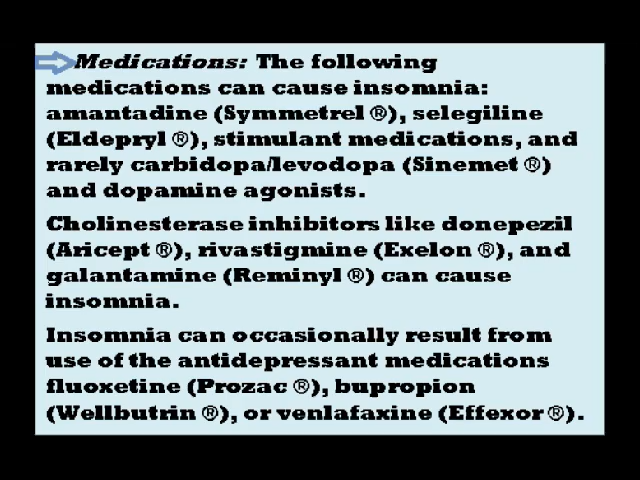 Medications: The following
medications can cause insomnia:
amantadine (Symmetrel ®), selegiline
(Eldepryl ®), stimulant medications, and
rarely carbidopa/levodopa (Sinemet ®)
and dopamine agonists.
Cholinesterase inhibitors like donepezil
(Aricept ®), rivastigmine (Exelon ®), and
galantamine (Reminyl ®) can cause
insomnia.
Insomnia can occasionally result from
use of the antidepressant medications
fluoxetine (Prozac ®), bupropion
(Wellbutrin ®), or venlafaxine (Effexor ®).